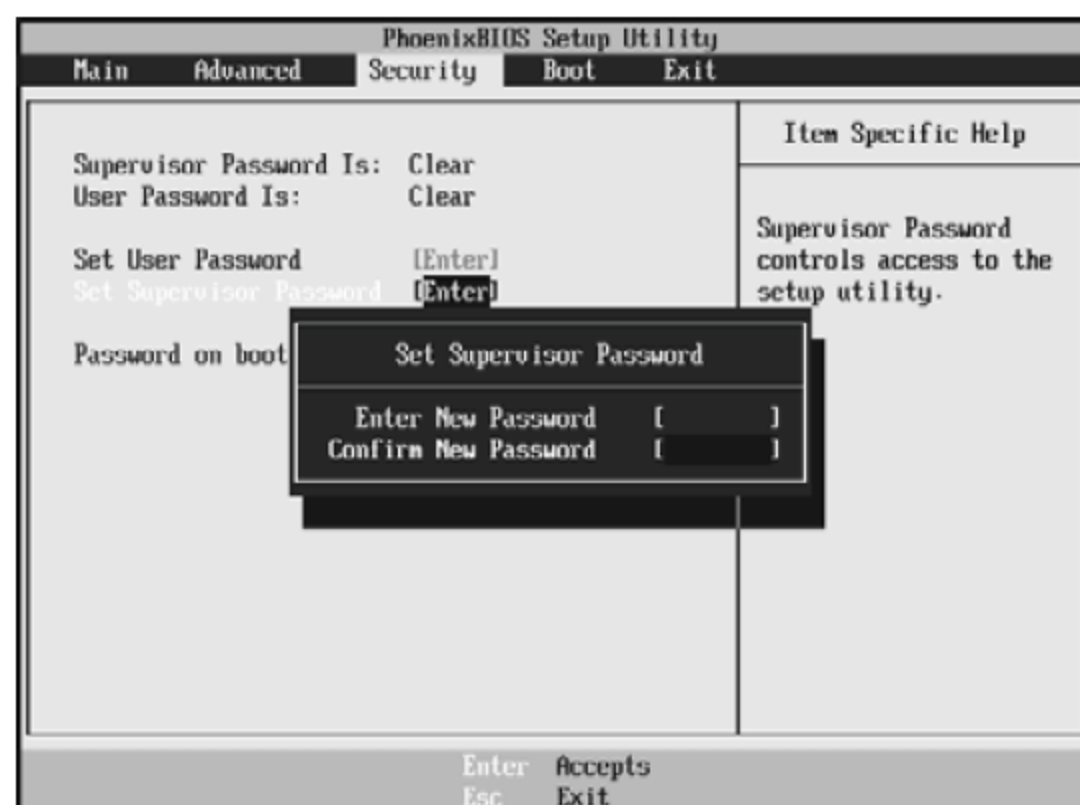 PhoenixBIOS Setup Utility
Main Advanced Security Boot Exit
Supervisor Password Is: Clear
User Password Is: Clear
Set User Password [Enter]
Set Supervisor Password [Enter]
Password on boot
Set Supervisor Password
Enter New Password [ ]
Confirm New Password [ ]
Item Specific Help
Supervisor Password
controls access to the
setup utility.
Enter Accepts
Esc Exit